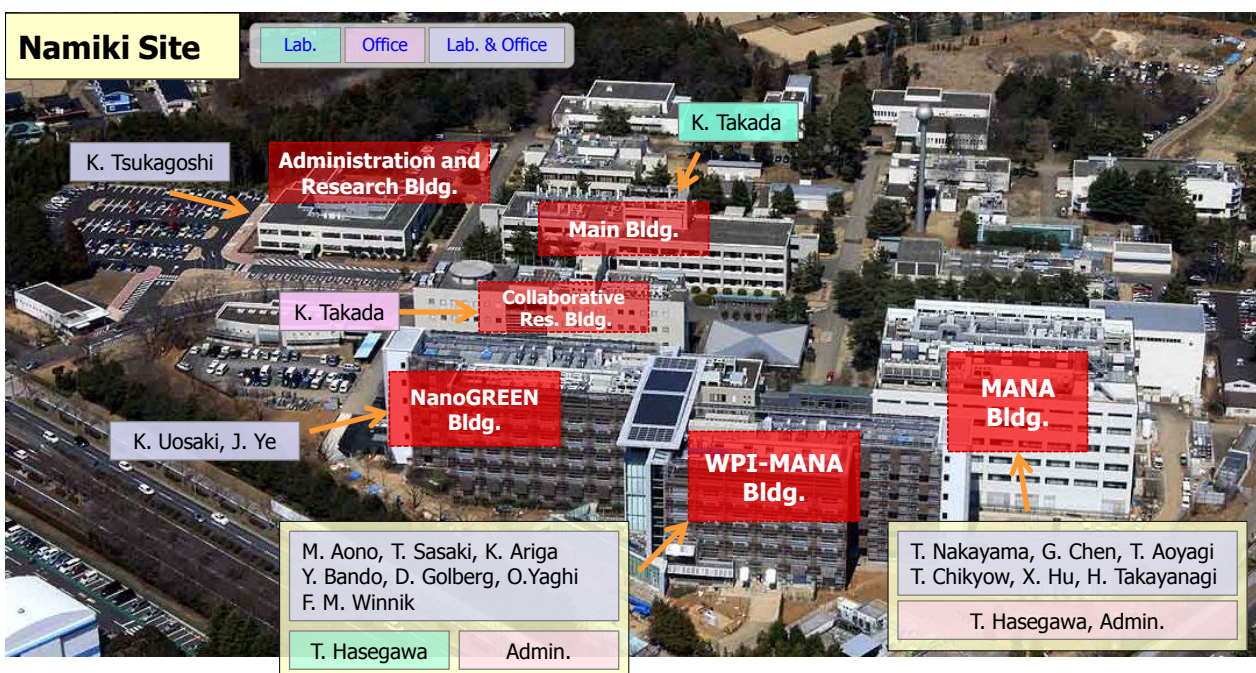 Namiki Site
Lab.
Office
Lab. & Office
K. Takada
K. Tsukagoshi
Administration and
Research Bldg.
Main Bldg.
K. Takada
Collaborative
Res. Bldg.
NanoGREEN
Bldg.
MANA
Bldg.
K. Uosaki, J. Ye
WPI-MANA
Bldg.
M. Aono, T. Sasaki, K. Ariga
Y. Bando, D. Golberg, O.Yaghi
F. M. Winnik
T. Hasegawa
Admin.
T. Nakayama, G. Chen, T. Aoyagi
T. Chikyow, X. Hu, H. Takayanagi
T. Hasegawa, Admin.